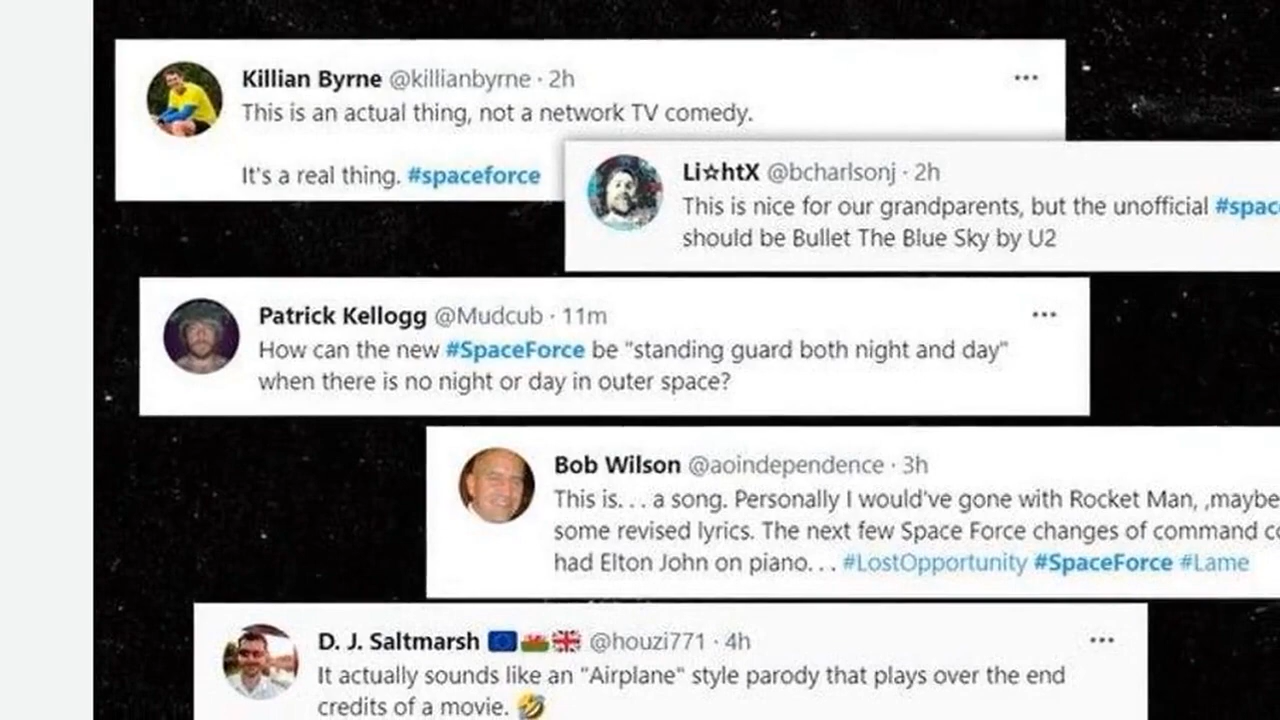 Killian Byrne @killianbyrne · 2h
This is an actual thing, not a network TV comedy.
It's a real thing. #spaceforce
Li☆htX @bcharlsonj · 2h
This is nice for our grandparents, but the unofficial
should be Bullet The Blue Sky by U2
Patrick Kellogg @Mudcub · 11m
How can the new #SpaceForce be "standing guard both night and day"
when there is no night or day in outer space?
Bob Wilson @aoindependence · 3h
This is. . . a song. Personally I would've gone with Rocket Man, ,maybe
some revised lyrics. The next few Space Force changes of command
had Elton John on piano. . . #LostOpportunity #SpaceForce #Lame
D. J. Saltmarsh 🇪🇺🏴󠁧󠁢󠁷󠁬󠁳󠁿🇬🇧 @houzi771 · 4h
It actually sounds like an "Airplane" style parody that plays over the end
credits of a movie. 🤣